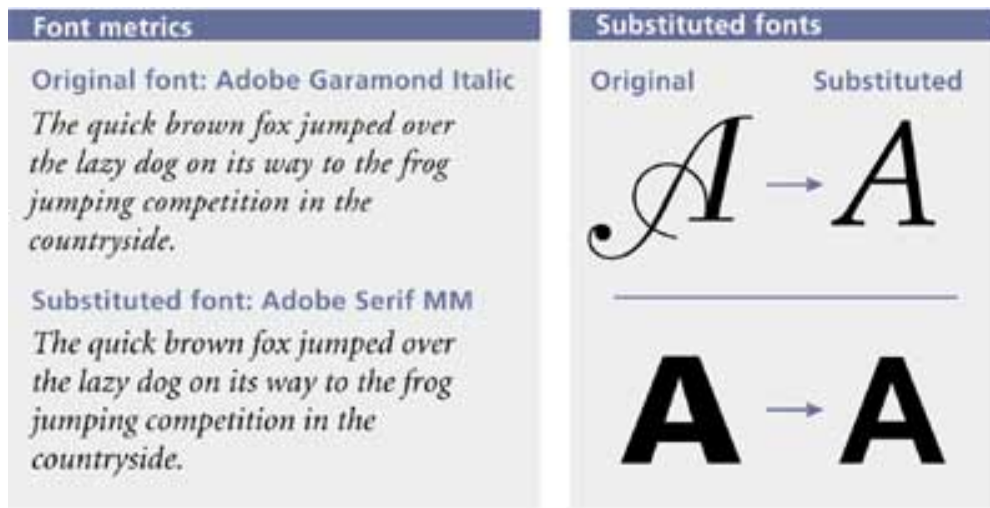 Font metrics
Original font: Adobe Garamond Italic
The quick brown fox jumped over
the lazy dog on its way to the frog
jumping competition in the
countryside.
Substituted font: Adobe Serif MM
The quick brown fox jumped over
the lazy dog on its way to the frog
jumping competition in the
countryside.
Substituted fonts
Original Substituted
A A
A A